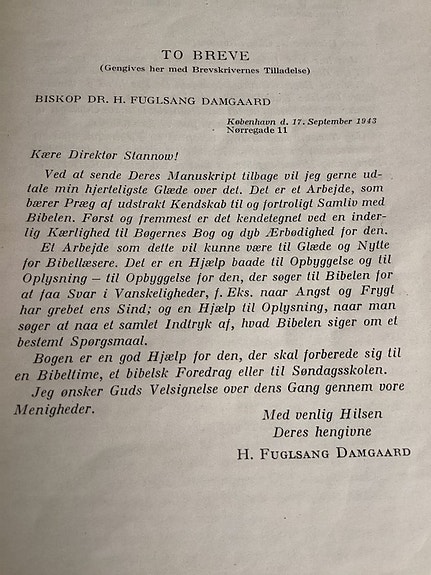 TO BREVE
(Gengives her med Brevskrivernes Tilladelse)
BISKOP DR. H. FUGLSANG DAMGAARD
København d. 17. September 1943
Nørregade 11
Kære Direktør Stannow!
Ved at sende Deres Manuskript tilbage vil jeg gerne ud-
tale min hjerteligste Glæde over det. Det er et Arbejde, som
bærer Præg af udstrakt Kendskab til og fortroligt Samliv med
Bibelen. Først og fremmest er det kendetegnet ved en inder-
lig Kærlighed til Bøgernes Bog og dyb Ærbødighed for den.
Et Arbejde som dette vil kunne være til Glæde og Nytte
for Bibellæsere. Det er en Hjælp baade til Opbyggelse og til
Oplysning — til Opbyggelse for den, der søger til Bibelen for
at faa Svar i Vanskeligheder, f. Eks. naar Angst og Frygt
har grebet ens Sind; og en Hjælp til Oplysning, naar man
søger at naa et samlet Indtryk af, hvad Bibelen siger om et
bestemt Spørgsmaal.
Bogen er en god Hjælp for den, der skal forberede sig til
en Bibeltime, et bibelsk Foredrag eller til Søndagsskolen.
Jeg ønsker Guds Velsignelse over dens Gang gennem vore
Menigheder.
Med venlig Hilsen
Deres hengivne
H. FUGLSANG DAMGAARD